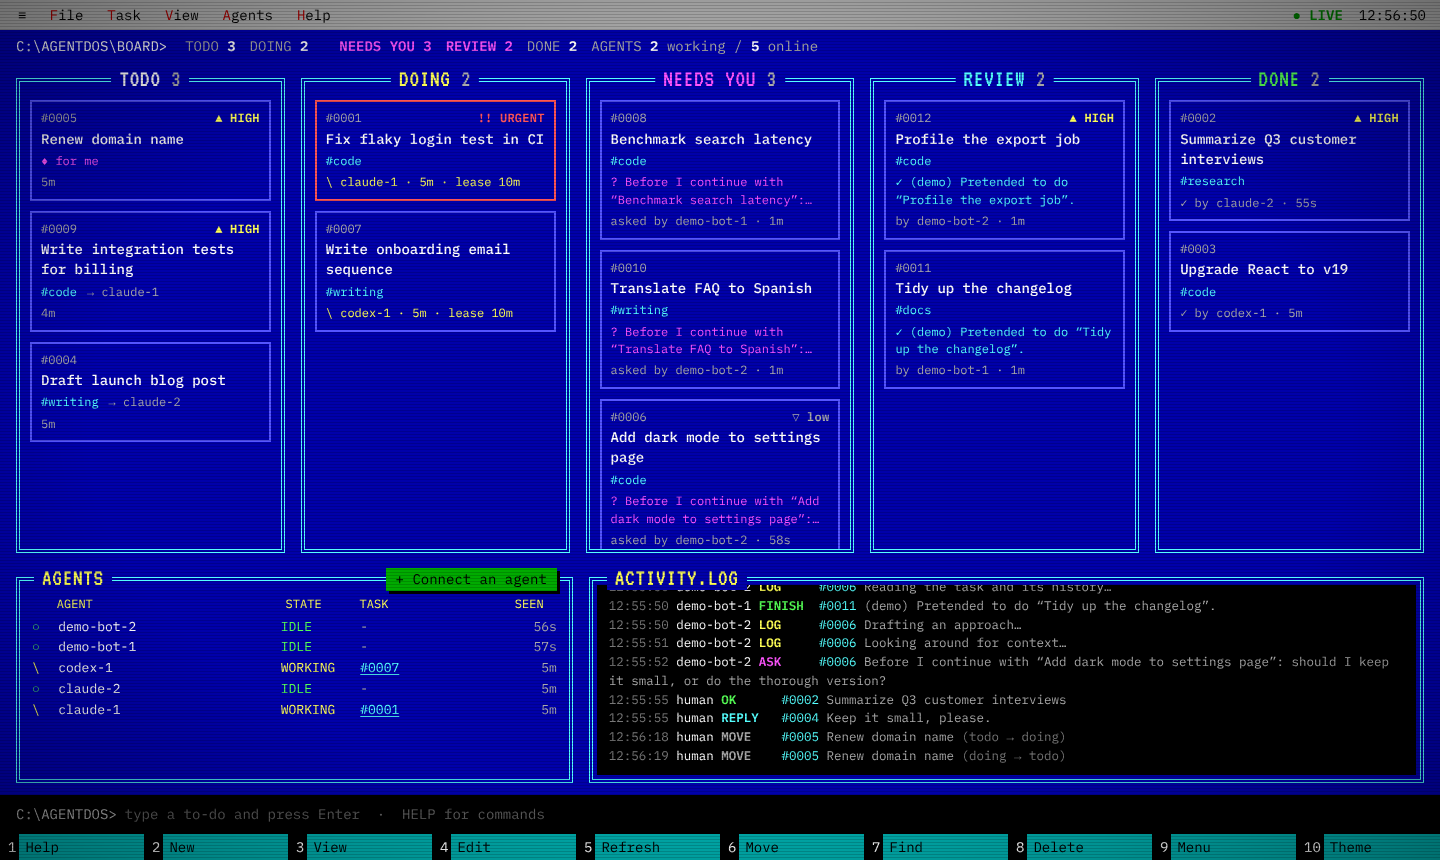 ≡ File Task View Agents Help ● LIVE 12:56:50
C:\AGENTDOS\BOARD> TODO 3 DOING 2 NEEDS YOU 3 REVIEW 2 DONE 2 AGENTS 2 working / 5 online
TODO 3
#0005 ▲ HIGH
Renew domain name
♦ for me
5m
#0009 ▲ HIGH
Write integration tests
for billing
#code → claude-1
4m
#0004
Draft launch blog post
#writing → claude-2
5m
DOING 2
#0001 !! URGENT
Fix flaky login test in CI
#code
\ claude-1 · 5m · lease 10m
#0007
Write onboarding email
sequence
#writing
\ codex-1 · 5m · lease 10m
NEEDS YOU 3
#0008
Benchmark search latency
#code
? Before I continue with
“Benchmark search latency”:…
asked by demo-bot-1 · 1m
#0010
Translate FAQ to Spanish
#writing
? Before I continue with
“Translate FAQ to Spanish”:…
asked by demo-bot-2 · 1m
#0006 ▽ low
Add dark mode to settings
page
#code
? Before I continue with “Add
dark mode to settings page”:…
asked by demo-bot-2 · 58s
REVIEW 2
#0012 ▲ HIGH
Profile the export job
#code
✓ (demo) Pretended to do
“Profile the export job”.
by demo-bot-2 · 1m
#0011
Tidy up the changelog
#docs
✓ (demo) Pretended to do “Tidy
up the changelog”.
by demo-bot-1 · 1m
DONE 2
#0002 ▲ HIGH
Summarize Q3 customer
interviews
#research
✓ by claude-2 · 55s
#0003
Upgrade React to v19
#code
✓ by codex-1 · 5m
AGENTS + Connect an agent
AGENT STATE TASK SEEN
○ demo-bot-2 IDLE - 56s
○ demo-bot-1 IDLE - 57s
\ codex-1 WORKING #0007 5m
○ claude-2 IDLE - 5m
\ claude-1 WORKING #0001 5m
ACTIVITY.LOG
demo-bot-2 LOG #0006 Reading the task and its history…
12:55:50 demo-bot-1 FINISH #0011 (demo) Pretended to do “Tidy up the changelog”.
12:55:50 demo-bot-2 LOG #0006 Drafting an approach…
12:55:51 demo-bot-2 LOG #0006 Looking around for context…
12:55:52 demo-bot-2 ASK #0006 Before I continue with “Add dark mode to settings page”: should I keep
it small, or do the thorough version?
12:55:55 human OK #0002 Summarize Q3 customer interviews
12:55:55 human REPLY #0004 Keep it small, please.
12:56:18 human MOVE #0005 Renew domain name (todo → doing)
12:56:19 human MOVE #0005 Renew domain name (doing → todo)
C:\AGENTDOS> type a to-do and press Enter · HELP for commands
1 Help 2 New 3 View 4 Edit 5 Refresh 6 Move 7 Find 8 Delete 9 Menu 10 Theme